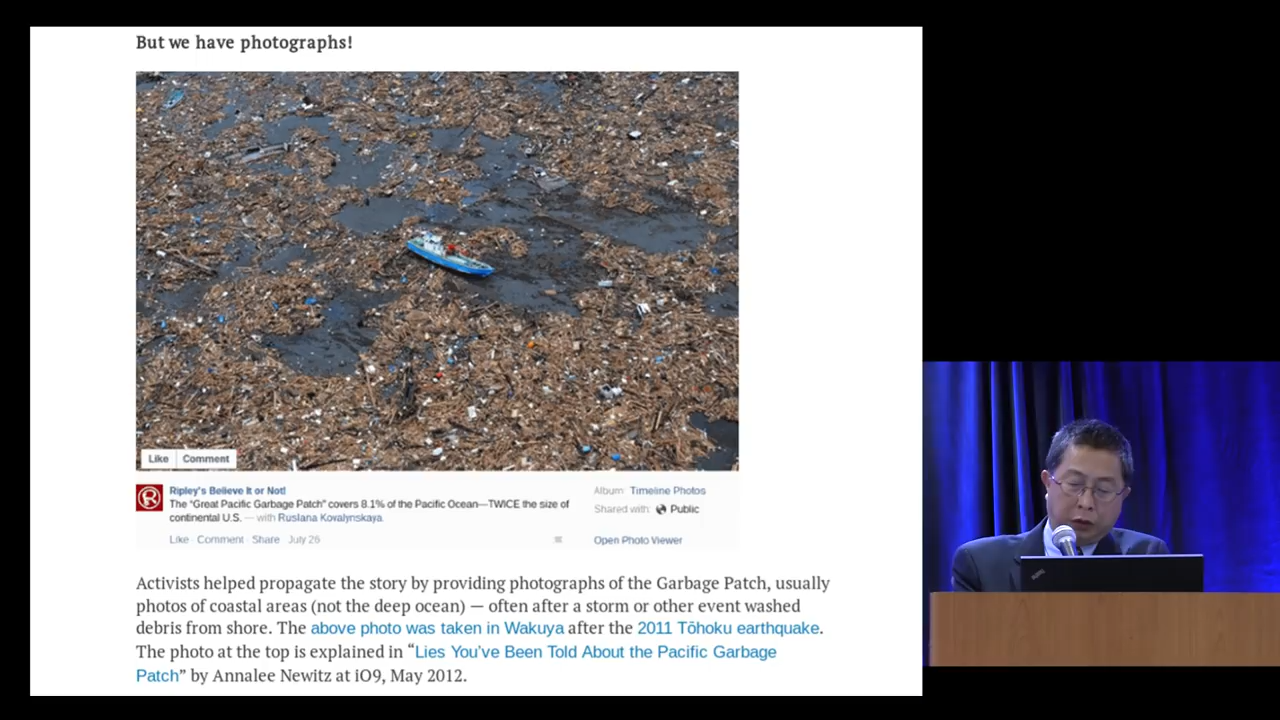 But we have photographs!
Like Comment
Ripley's Believe It or Not!
The "Great Pacific Garbage Patch" covers 8.1% of the Pacific Ocean—TWICE the size of
continental U.S. — with Ruslana Kovalynskaya.
Like · Comment · Share · July 26
Album: Timeline Photos
Shared with: Public
Open Photo Viewer
Activists helped propagate the story by providing photographs of the Garbage Patch, usually
photos of coastal areas (not the deep ocean) — often after a storm or other event washed
debris from shore. The above photo was taken in Wakuya after the 2011 Tōhoku earthquake.
The photo at the top is explained in “Lies You’ve Been Told About the Pacific Garbage
Patch” by Annalee Newitz at iO9, May 2012.